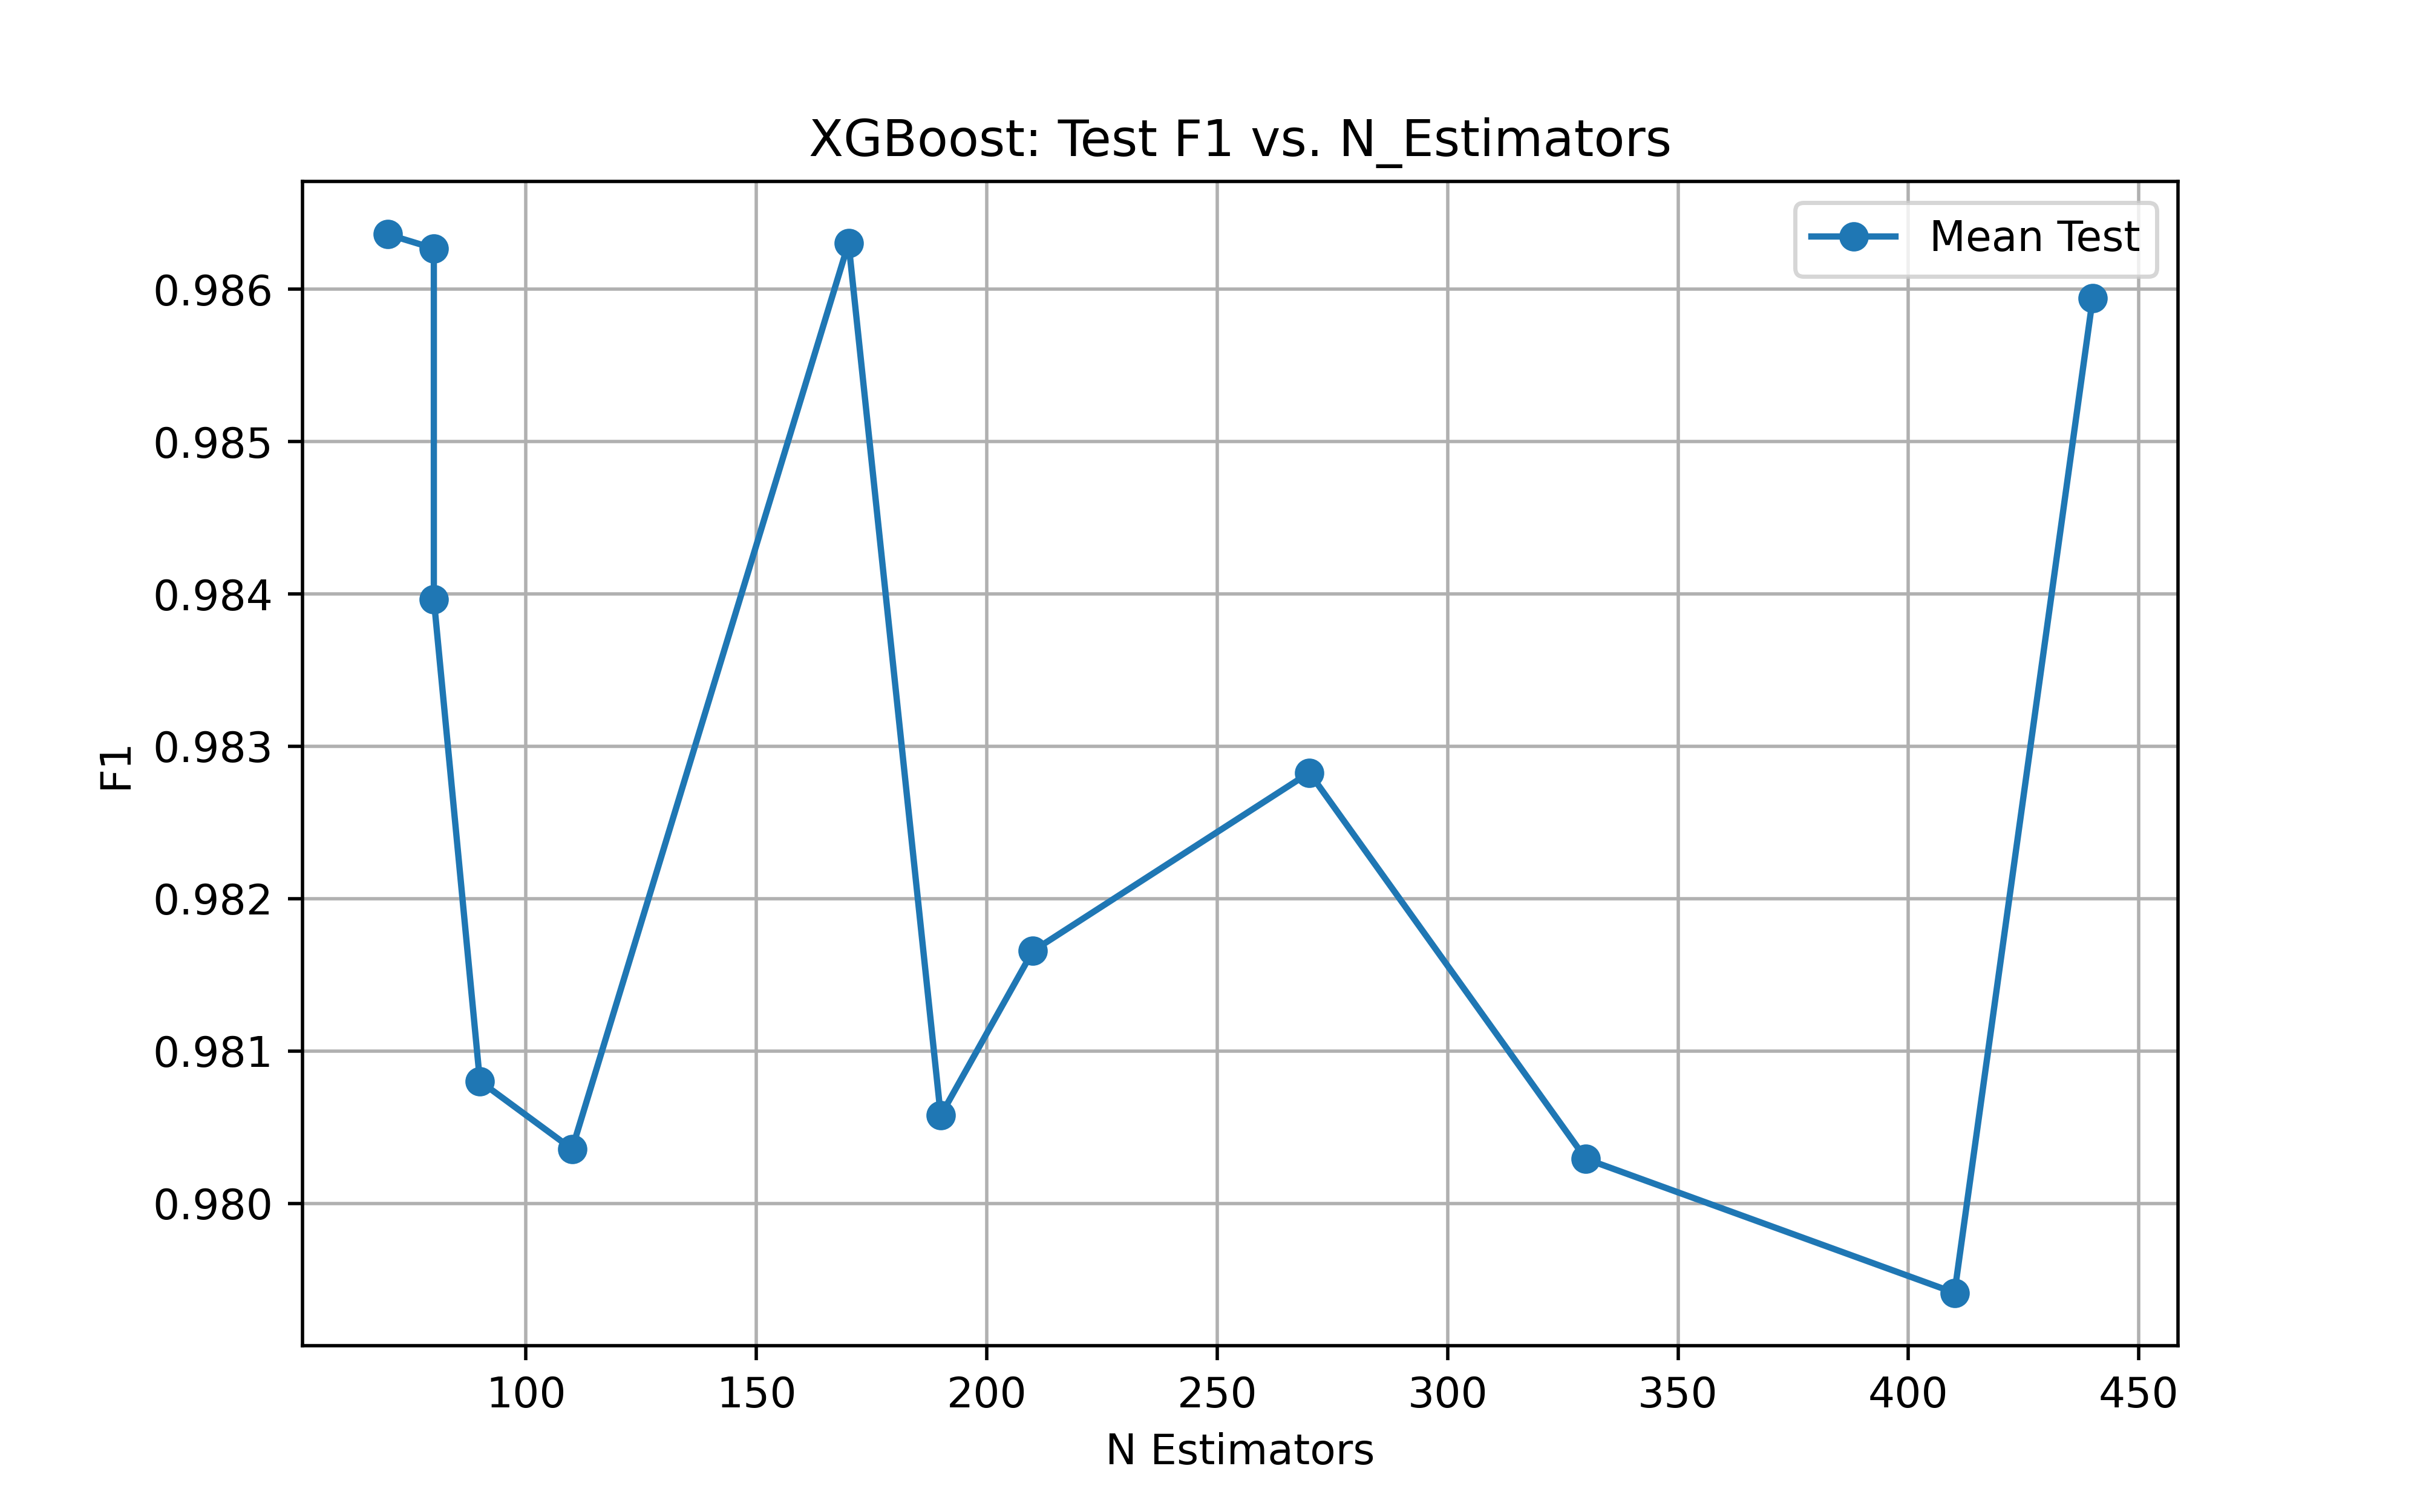 XGBoost: Test F1 vs. N_Estimators
Mean Test
0.986
0.985
0.984
0.983
0.982
0.981
0.980
F1
100 150 200 250 300 350 400 450
N Estimators